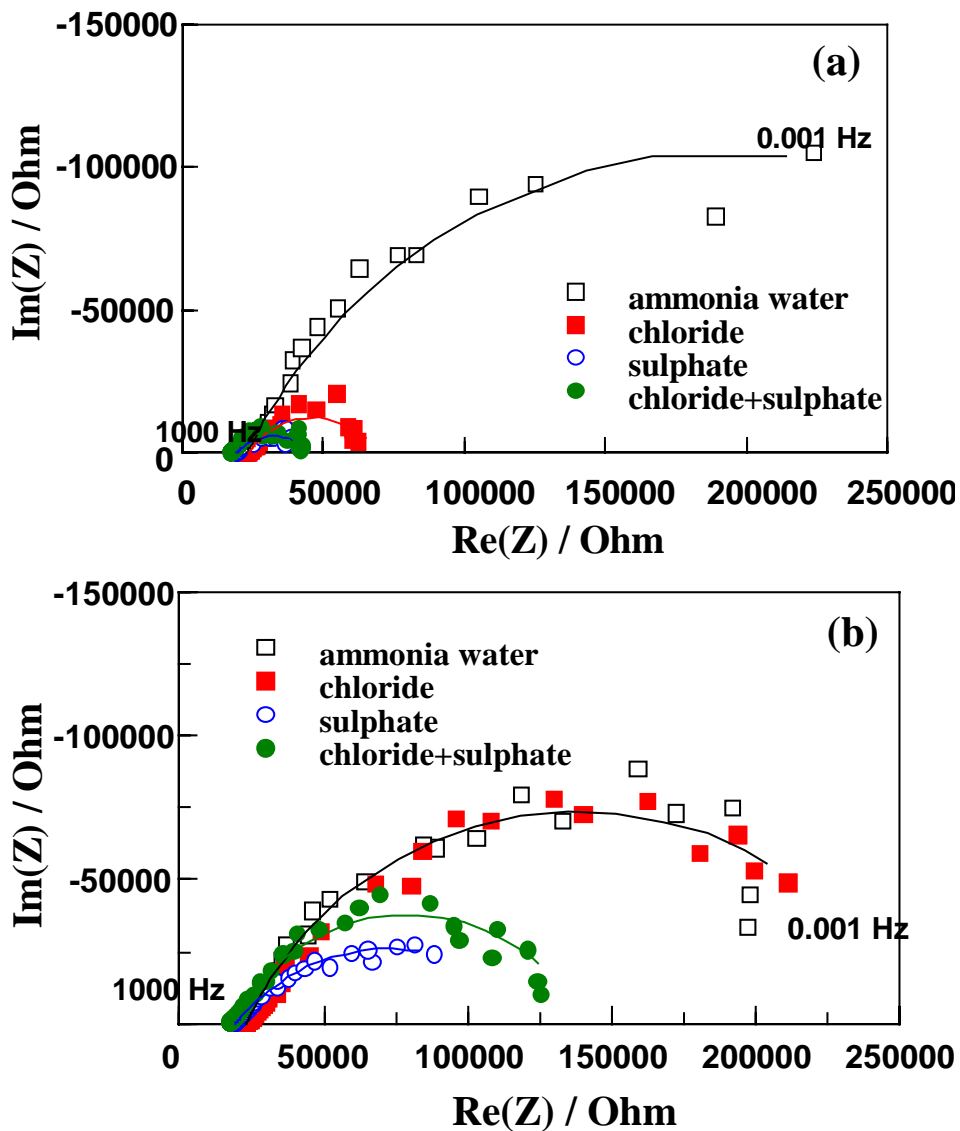 -150000
(a)
0.001 Hz
-100000
Im(Z) / Ohm
ammonia water
-50000
chloride
sulphate
chloride+sulphate
1000 Hz
0
0 50000 100000 150000 200000 250000
Re(Z) / Ohm
-150000
(b)
ammonia water
chloride
sulphate
-100000
chloride+sulphate
Im(Z) / Ohm
-50000
0.001 Hz
1000 Hz
0
0 50000 100000 150000 200000 250000
Re(Z) / Ohm